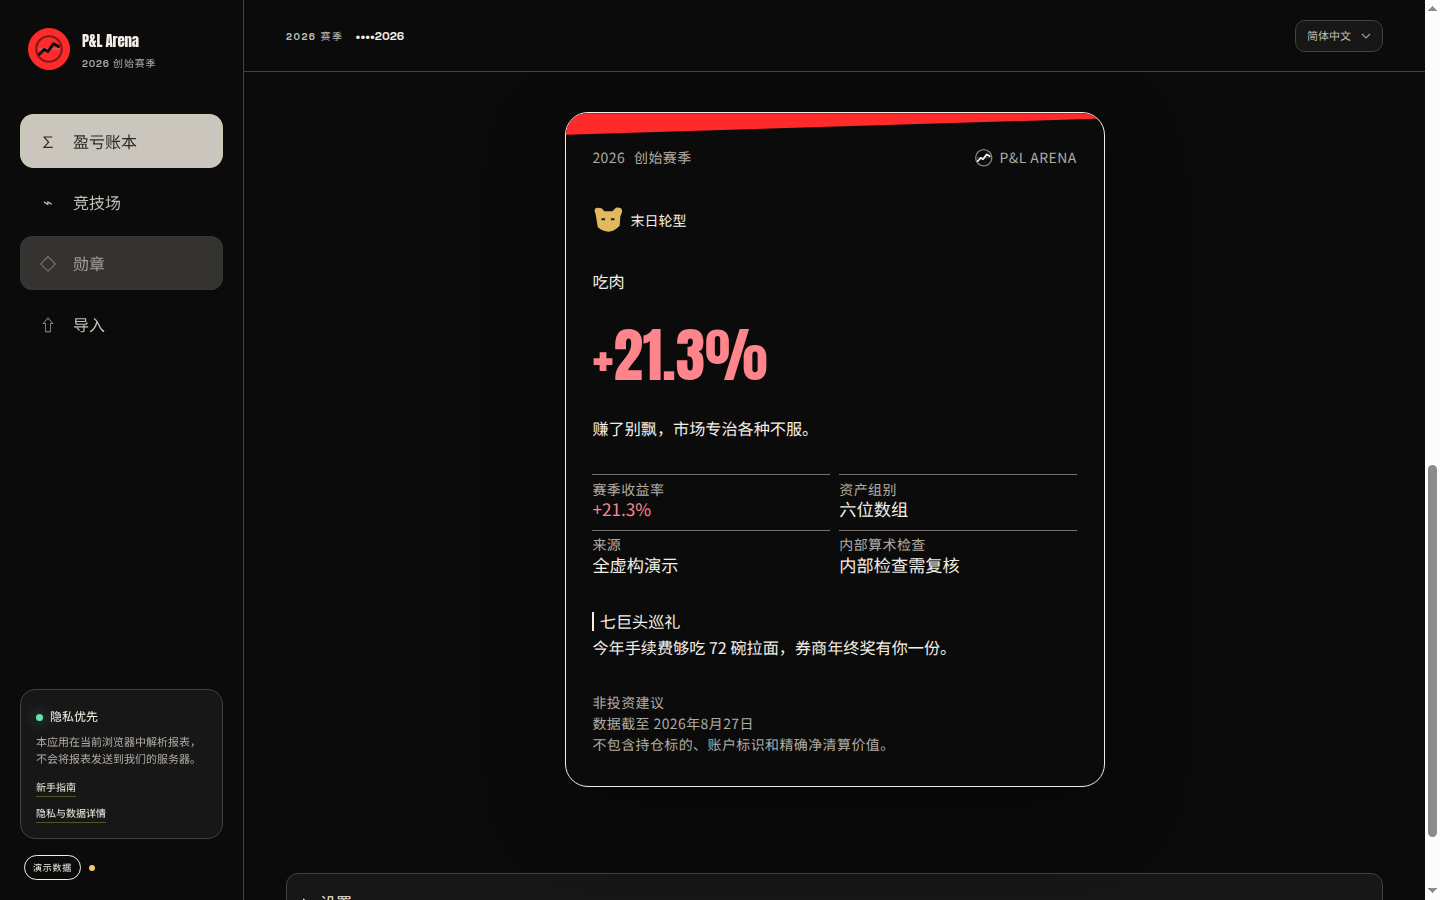 P&L Arena
2026 创始赛季
盈亏账本
竞技场
勋章
导入
隐私优先
本应用在当前浏览器中解析报表，
不会将报表发送到我们的服务器。
新手指南
隐私与数据详情
演示数据
2026 赛季 ••••2026
简体中文
2026 创始赛季
P&L ARENA
末日轮型
吃肉
+21.3%
赚了别飘，市场专治各种不服。
赛季收益率
+21.3%
资产组别
六位数组
来源
全虚构演示
内部算术检查
内部检查需复核
七巨头巡礼
今年手续费够吃 72 碗拉面，券商年终奖有你一份。
非投资建议
数据截至 2026年8月27日
不包含持仓标的、账户标识和精确净清算价值。